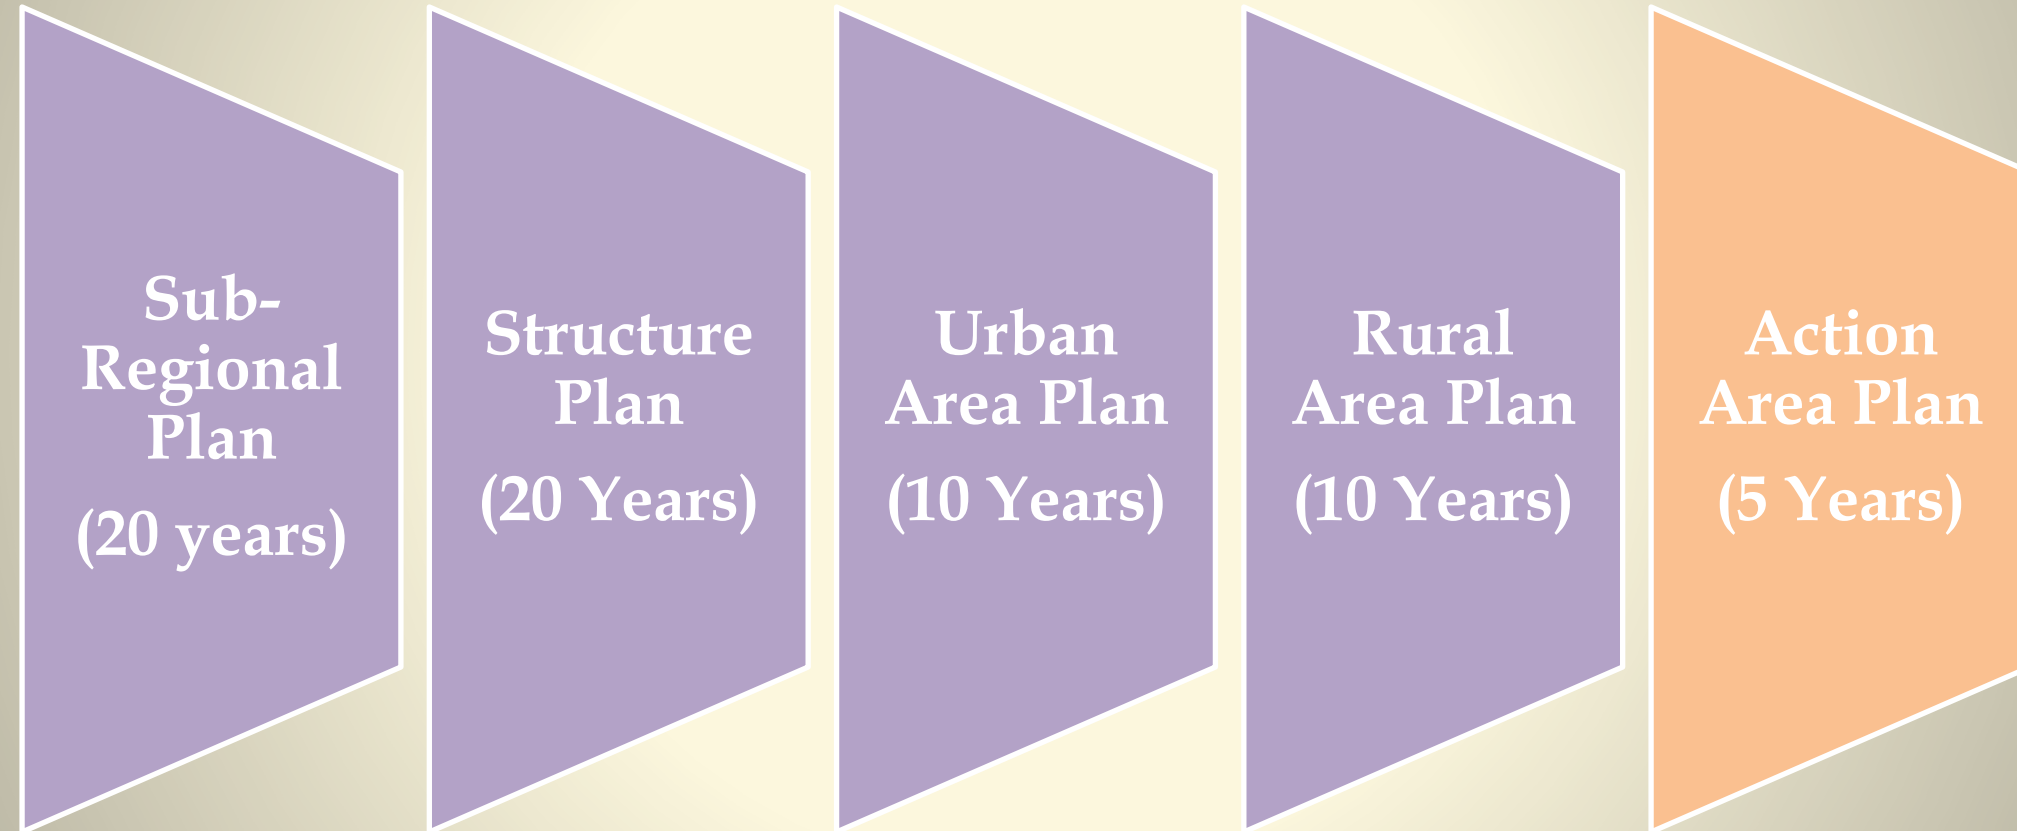 Sub-
Regional
Plan
(20 years)
Structure
Plan
(20 Years)
Urban
Area Plan
(10 Years)
Rural
Area Plan
(10 Years)
Action
Area Plan
(5 Years)